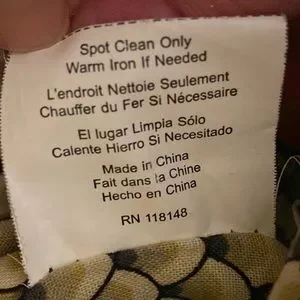 Spot Clean Only
Warm Iron If Needed
L'endroit Nettoie Seulement
Chauffer du Fer Si Nécessaire
El lugar Limpia Sólo
Caliente Hierro Si Necesitado
Made in China
Fait dans la Chine
Hecho en China
RN 118148